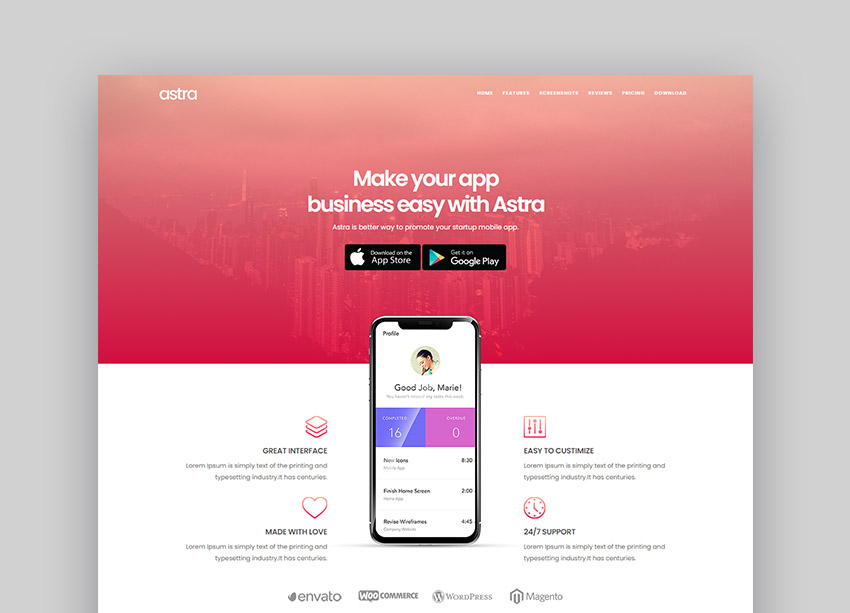 astra
HOME FEATURES SCREENSHOTS REVIEWS PRICING DOWNLOAD
Make your app
business easy with Astra
Astra is better way to promote your startup mobile app.
Download on the
App Store
Get it on
Google Play
Profile
Good Job, Marie!
You haven't missed any tasks this week
COMPLETED
16
OVERDUE
0
New Icons 8:30
Mobile App
Finish Home Screen 2:00
Home App
Revise Wireframes 4:45
Company Website
GREAT INTERFACE
Lorem Ipsum is simply text of the printing and
typesetting industry.It has centuries.
MADE WITH LOVE
Lorem Ipsum is simply text of the printing and
typesetting industry.It has centuries.
EASY TO CUSTIMIZE
Lorem Ipsum is simply text of the printing and
typesetting industry.It has centuries.
24/7 SUPPORT
Lorem Ipsum is simply text of the printing and
typesetting industry.It has centuries.
envato WOO COMMERCE WORDPRESS Magento